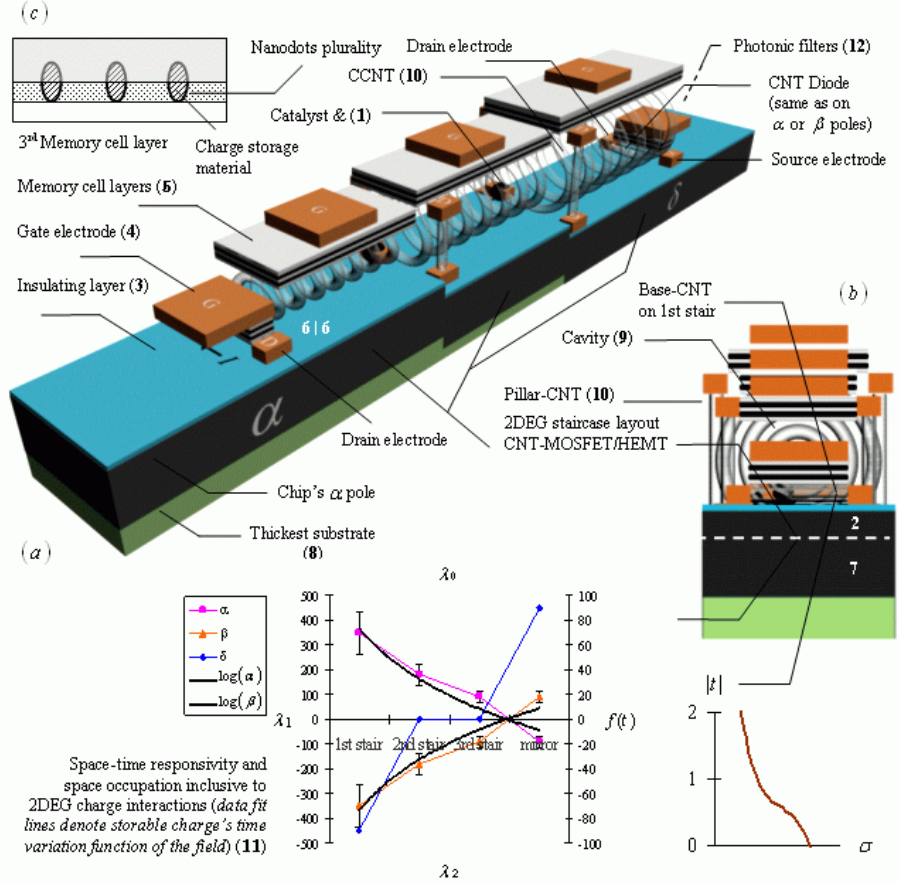 (c)
Nanodots plurality
Charge storage
material
3rd Memory cell layer
Drain electrode
CCNT (10)
Catalyst & (1)
Photonic filters (12)
CNT Diode
(same as on
α or β poles)
Source electrode
Memory cell layers (5)
Gate electrode (4)
Insulating layer (3)
G
G
G
G
G
D
6 | 6
α
δ
Drain electrode
Chip's α pole
Thickest substrate
(8)
(b)
Base-CNT
on 1st stair
Cavity (9)
Pillar-CNT (10)
2DEG staircase layout
CNT-MOSFET/HEMT
2
7
(a)
λ0
α
β
δ
log(α)
log(β)
500
400
300
200
100
0
-100
-200
-300
-400
-500
100
80
60
40
20
0
-20
-40
-60
-80
-100
λ1
f(t)
1st stair
2nd stair
3rd stair
mirror
λ2
Space-time responsivity and
space occupation inclusive to
2DEG charge interactions (data fit
lines denote storable charge's time
variation function of the field) (11)
|t|
2
1
0
σ